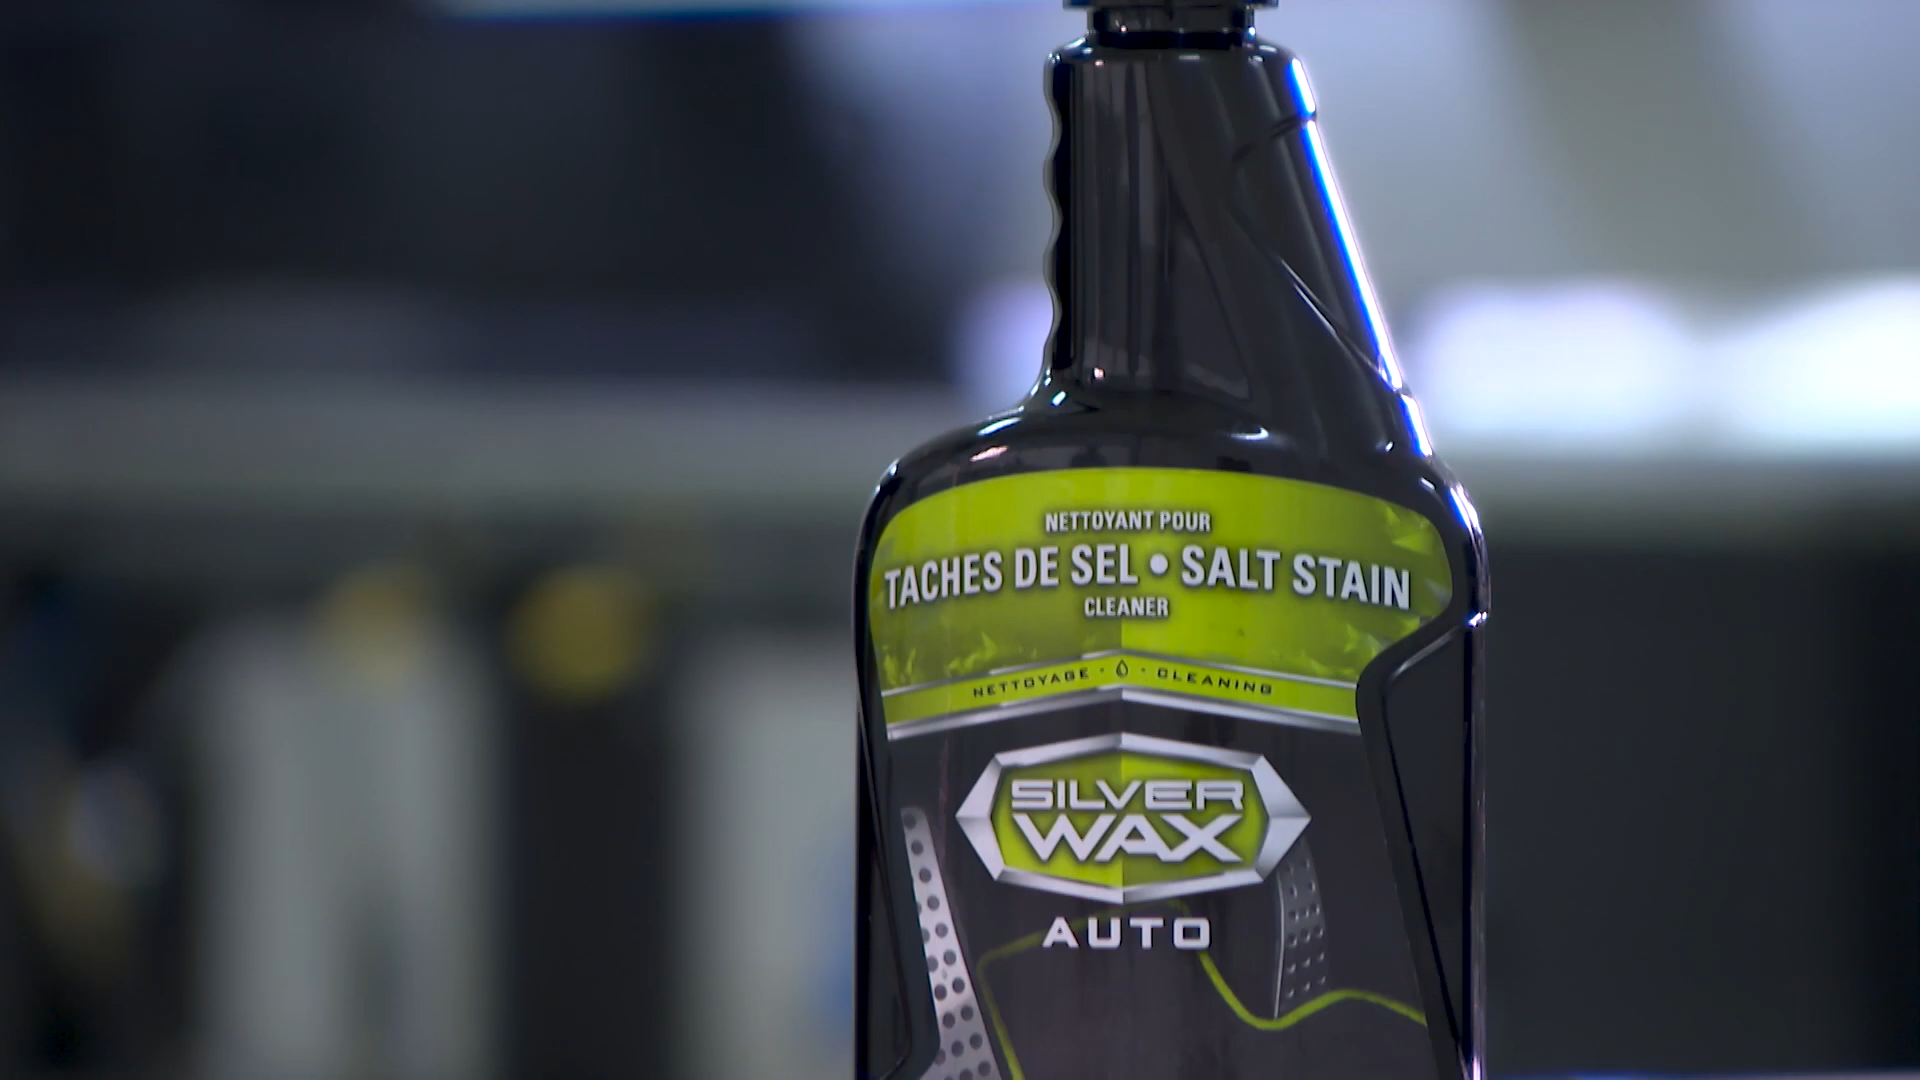 NETTOYANT POUR
TACHES DE SEL • SALT STAIN
CLEANER
NETTOYAGE · CLEANING
SILVER
WAX
AUTO